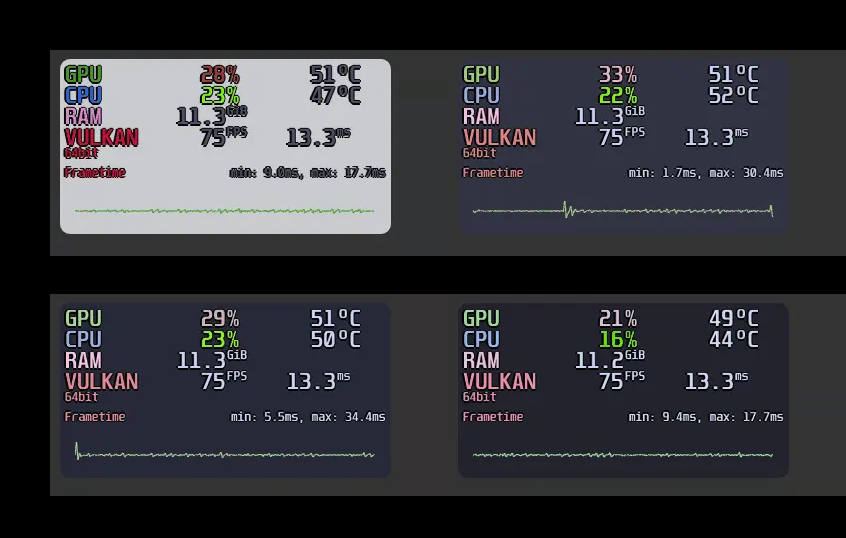 GPU 28% 51°C
CPU 23% 47°C
RAM 11.3GiB
VULKAN 75FPS 13.3ms
64bit
Frametime min: 9.0ms, max: 17.7ms
GPU 33% 51°C
CPU 22% 52°C
RAM 11.3GiB
VULKAN 75FPS 13.3ms
64bit
Frametime min: 1.7ms, max: 30.4ms
GPU 29% 51°C
CPU 23% 50°C
RAM 11.3GiB
VULKAN 75FPS 13.3ms
64bit
Frametime min: 5.5ms, max: 34.4ms
GPU 21% 49°C
CPU 16% 44°C
RAM 11.2GiB
VULKAN 75FPS 13.3ms
64bit
Frametime min: 9.4ms, max: 17.7ms